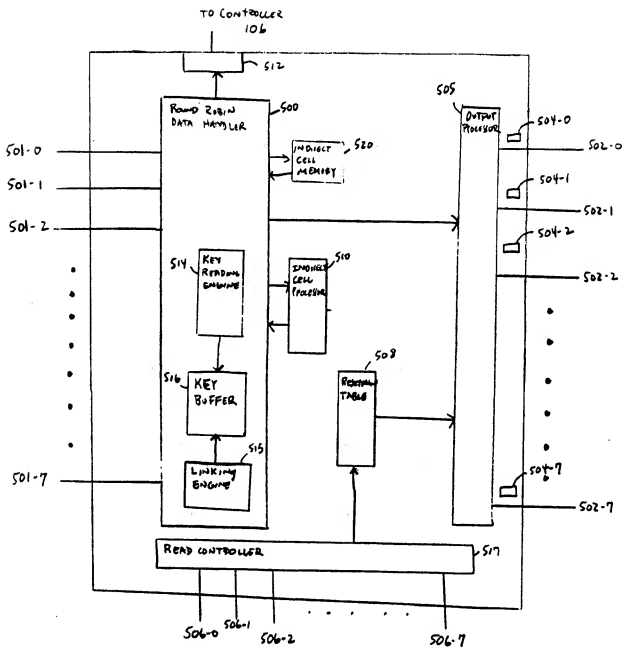 TO CONTROLLER
106
512
ROUND ROBIN
DATA HANDLER
500
505
OUTPUT
PROCESSOR
504-0
502-0
INDIRECT
CELL
MEMORY
520
501-0
501-1
504-1
502-1
501-2
504-2
502-2
514
KEY
READING
ENGINE
INDIRECT
CELL
PROCESSOR
510
508
TABLE
516
KEY
BUFFER
515
LINKING
ENGINE
501-7
504-7
502-7
READ CONTROLLER
517
506-0
506-1
506-2
506-7